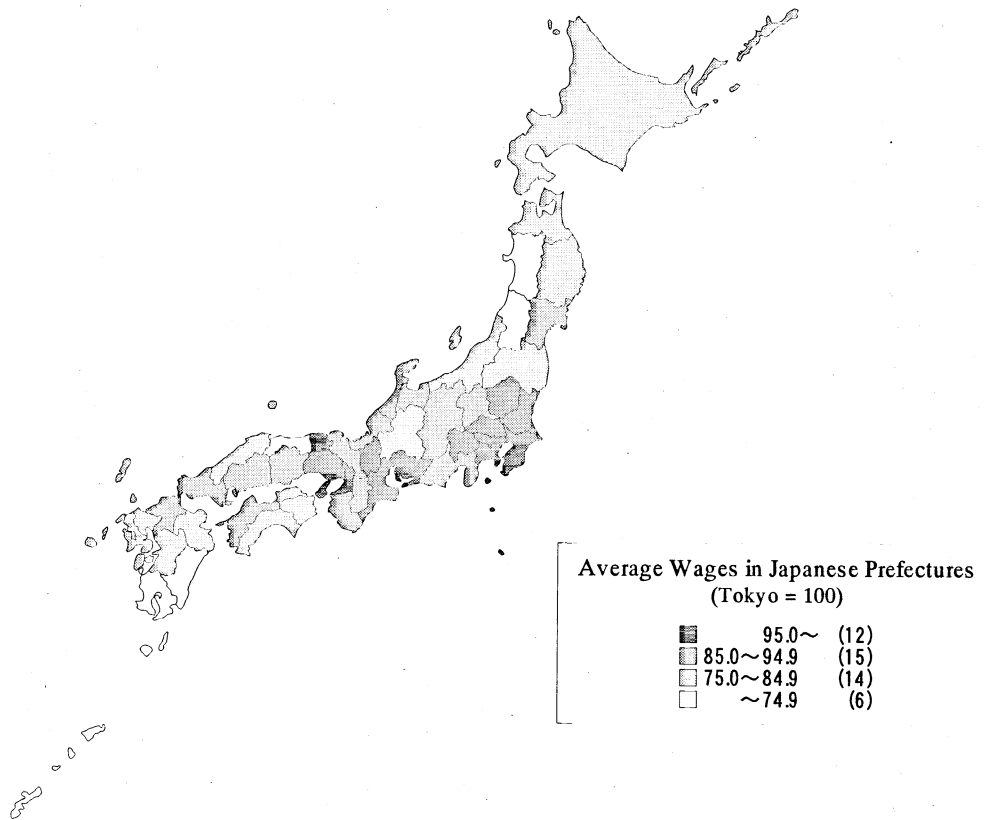 Average Wages in Japanese Prefectures
(Tokyo = 100)
95.0～ (12)
85.0～94.9 (15)
75.0～84.9 (14)
～74.9 (6)